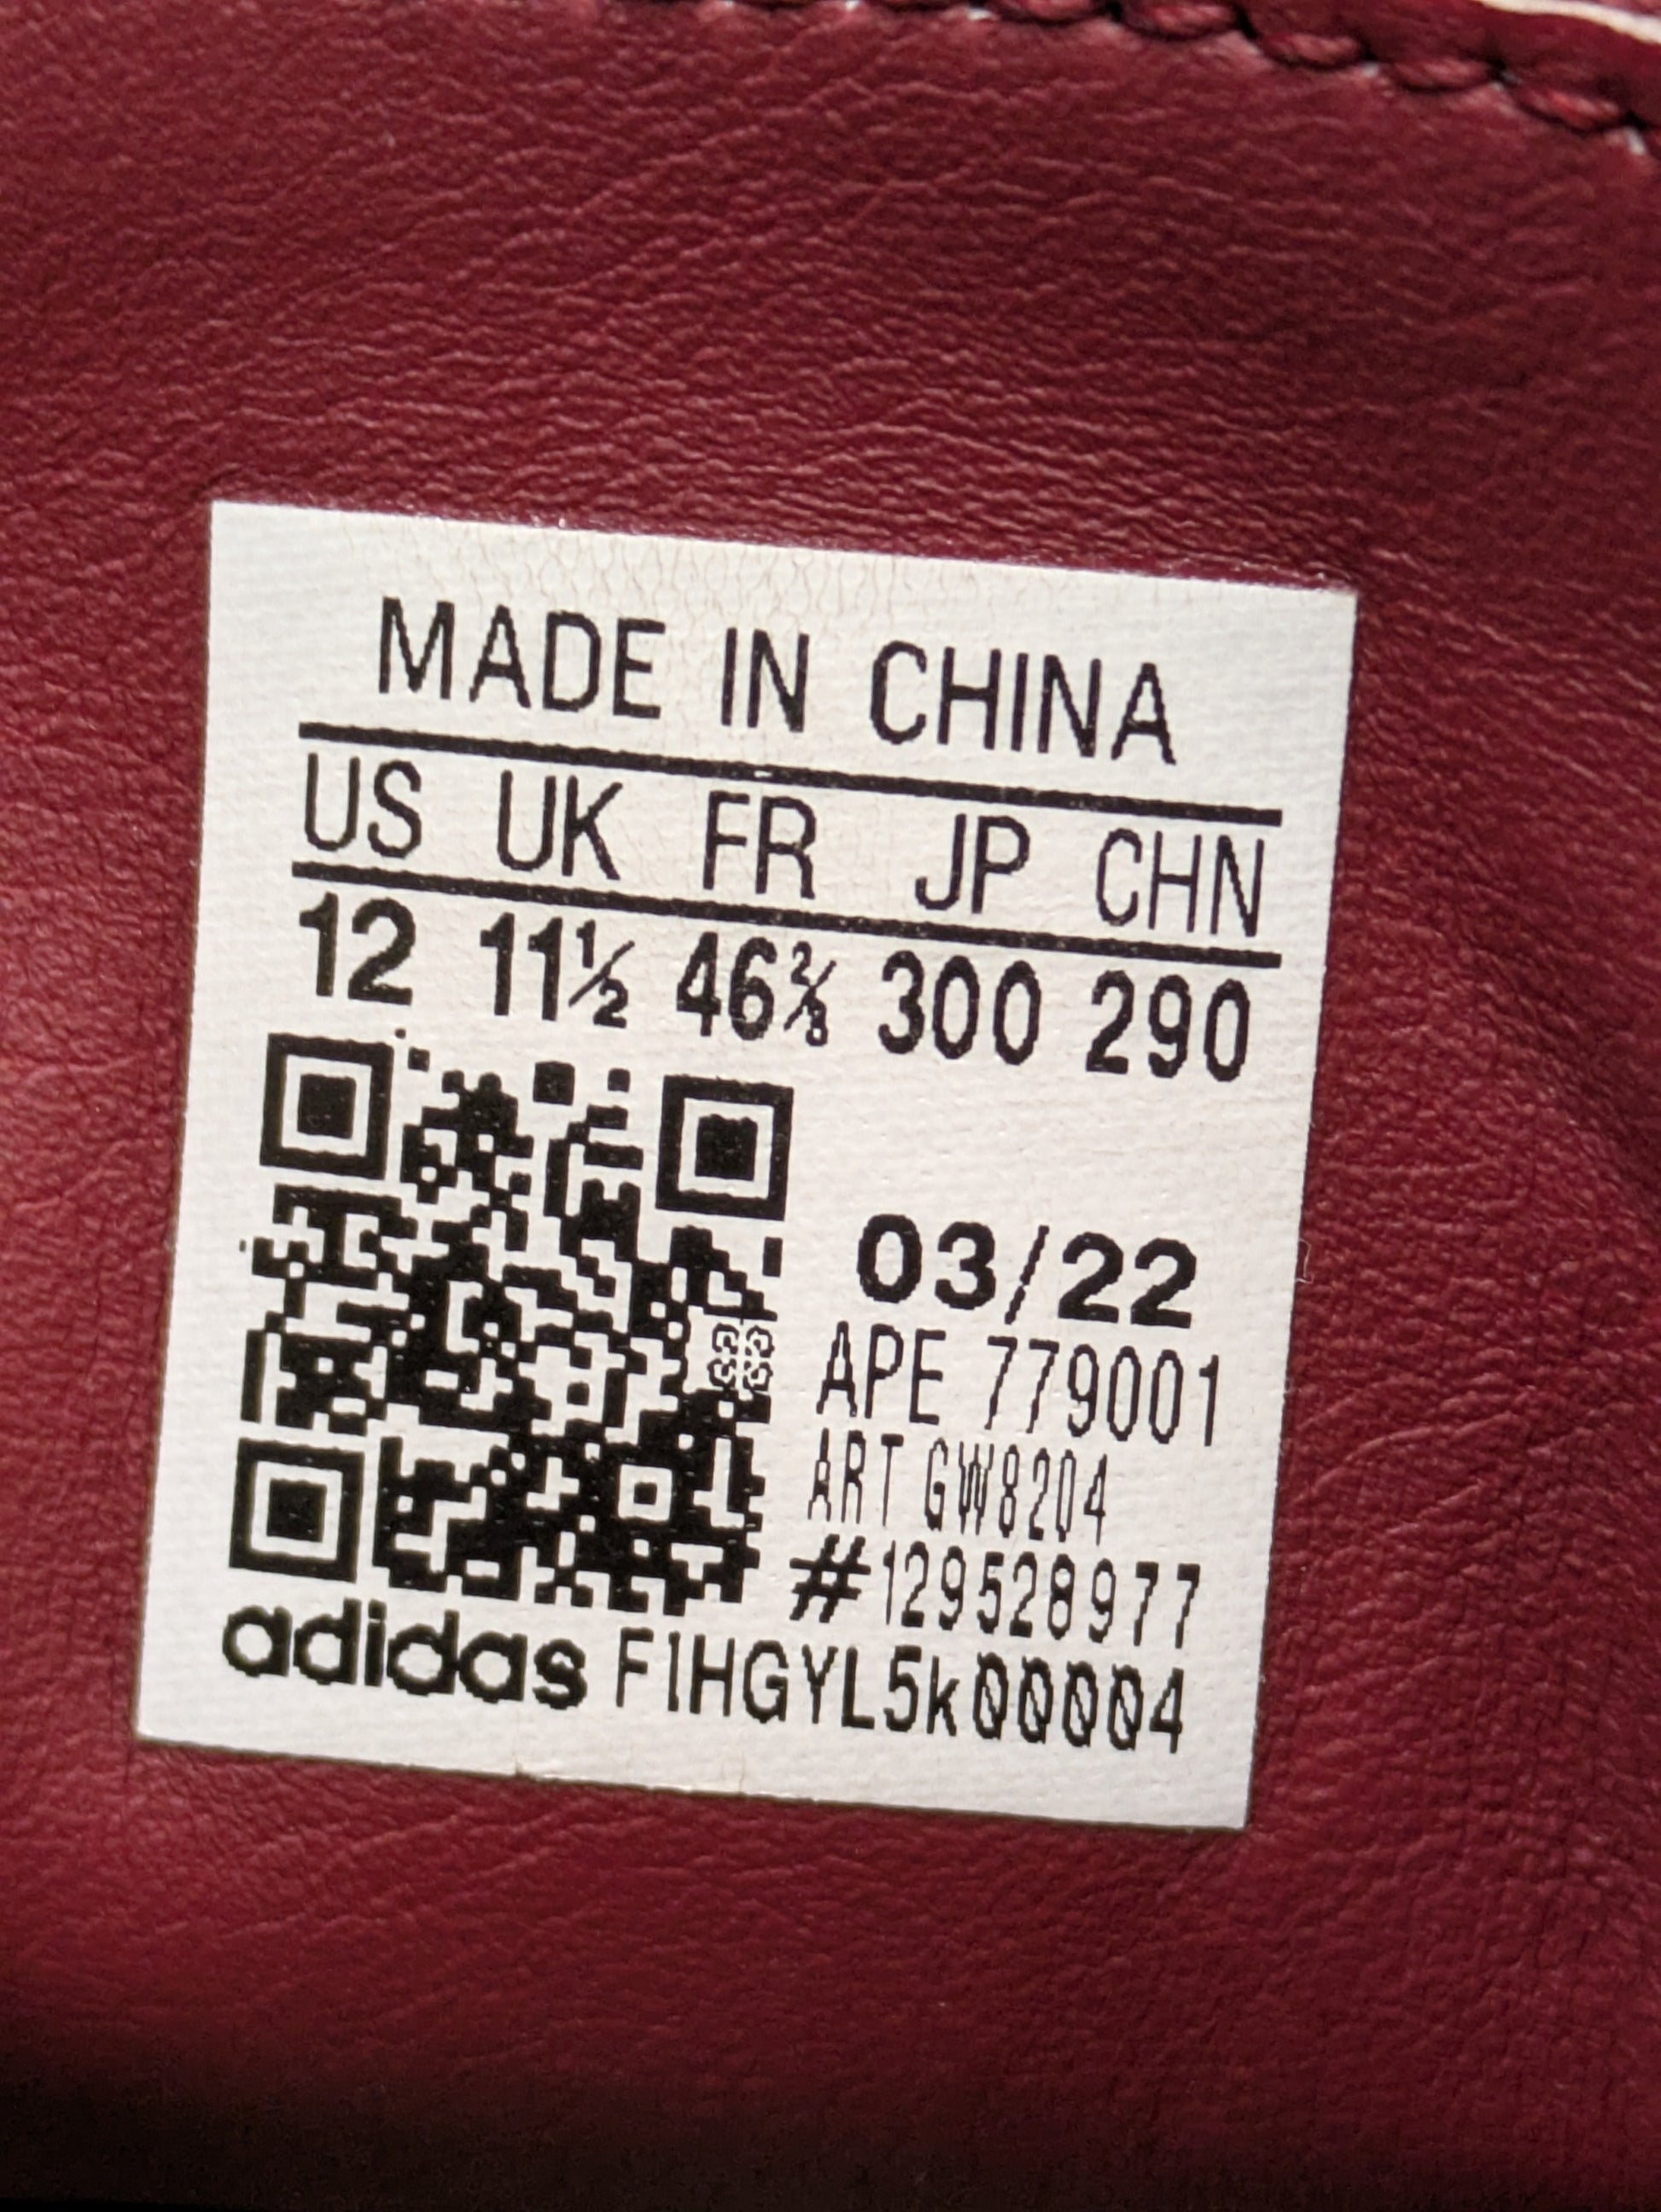 MADE IN CHINA
US UK FR JP CHN
12 11½ 46⅔ 300 290
03/22
APE 779001
ART GW8204
#129528977
adidas F1HGYL5k00004